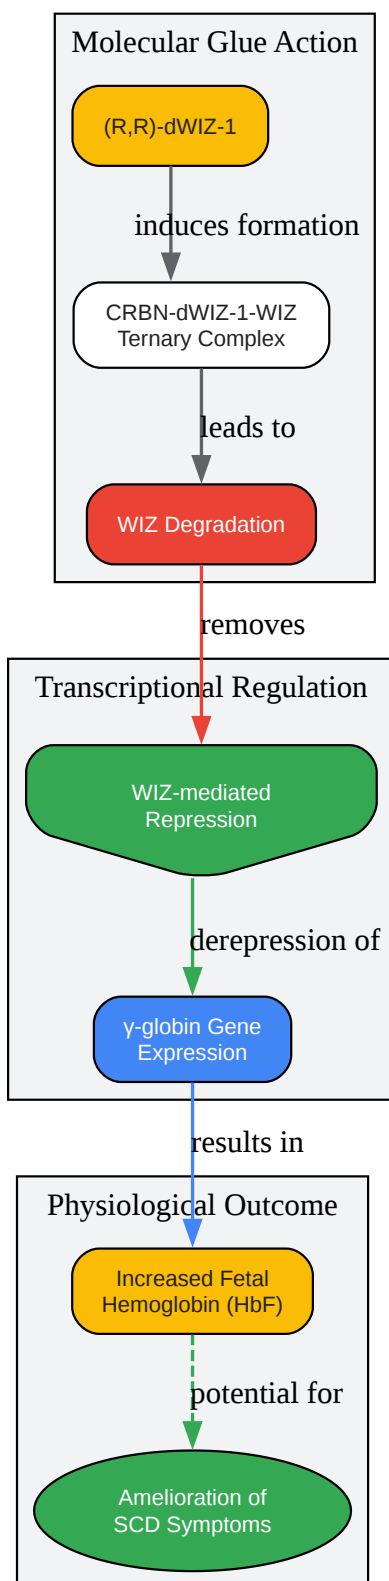 Molecular Glue Action
(R,R)-dWIZ-1
induces formation
CRBN-dWIZ-1-WIZ
Ternary Complex
leads to
WIZ Degradation
removes
Transcriptional Regulation
WIZ-mediated
Repression
derepression of
γ-globin Gene
Expression
results in
Physiological Outcome
Increased Fetal
Hemoglobin (HbF)
potential for
Amelioration of
SCD Symptoms